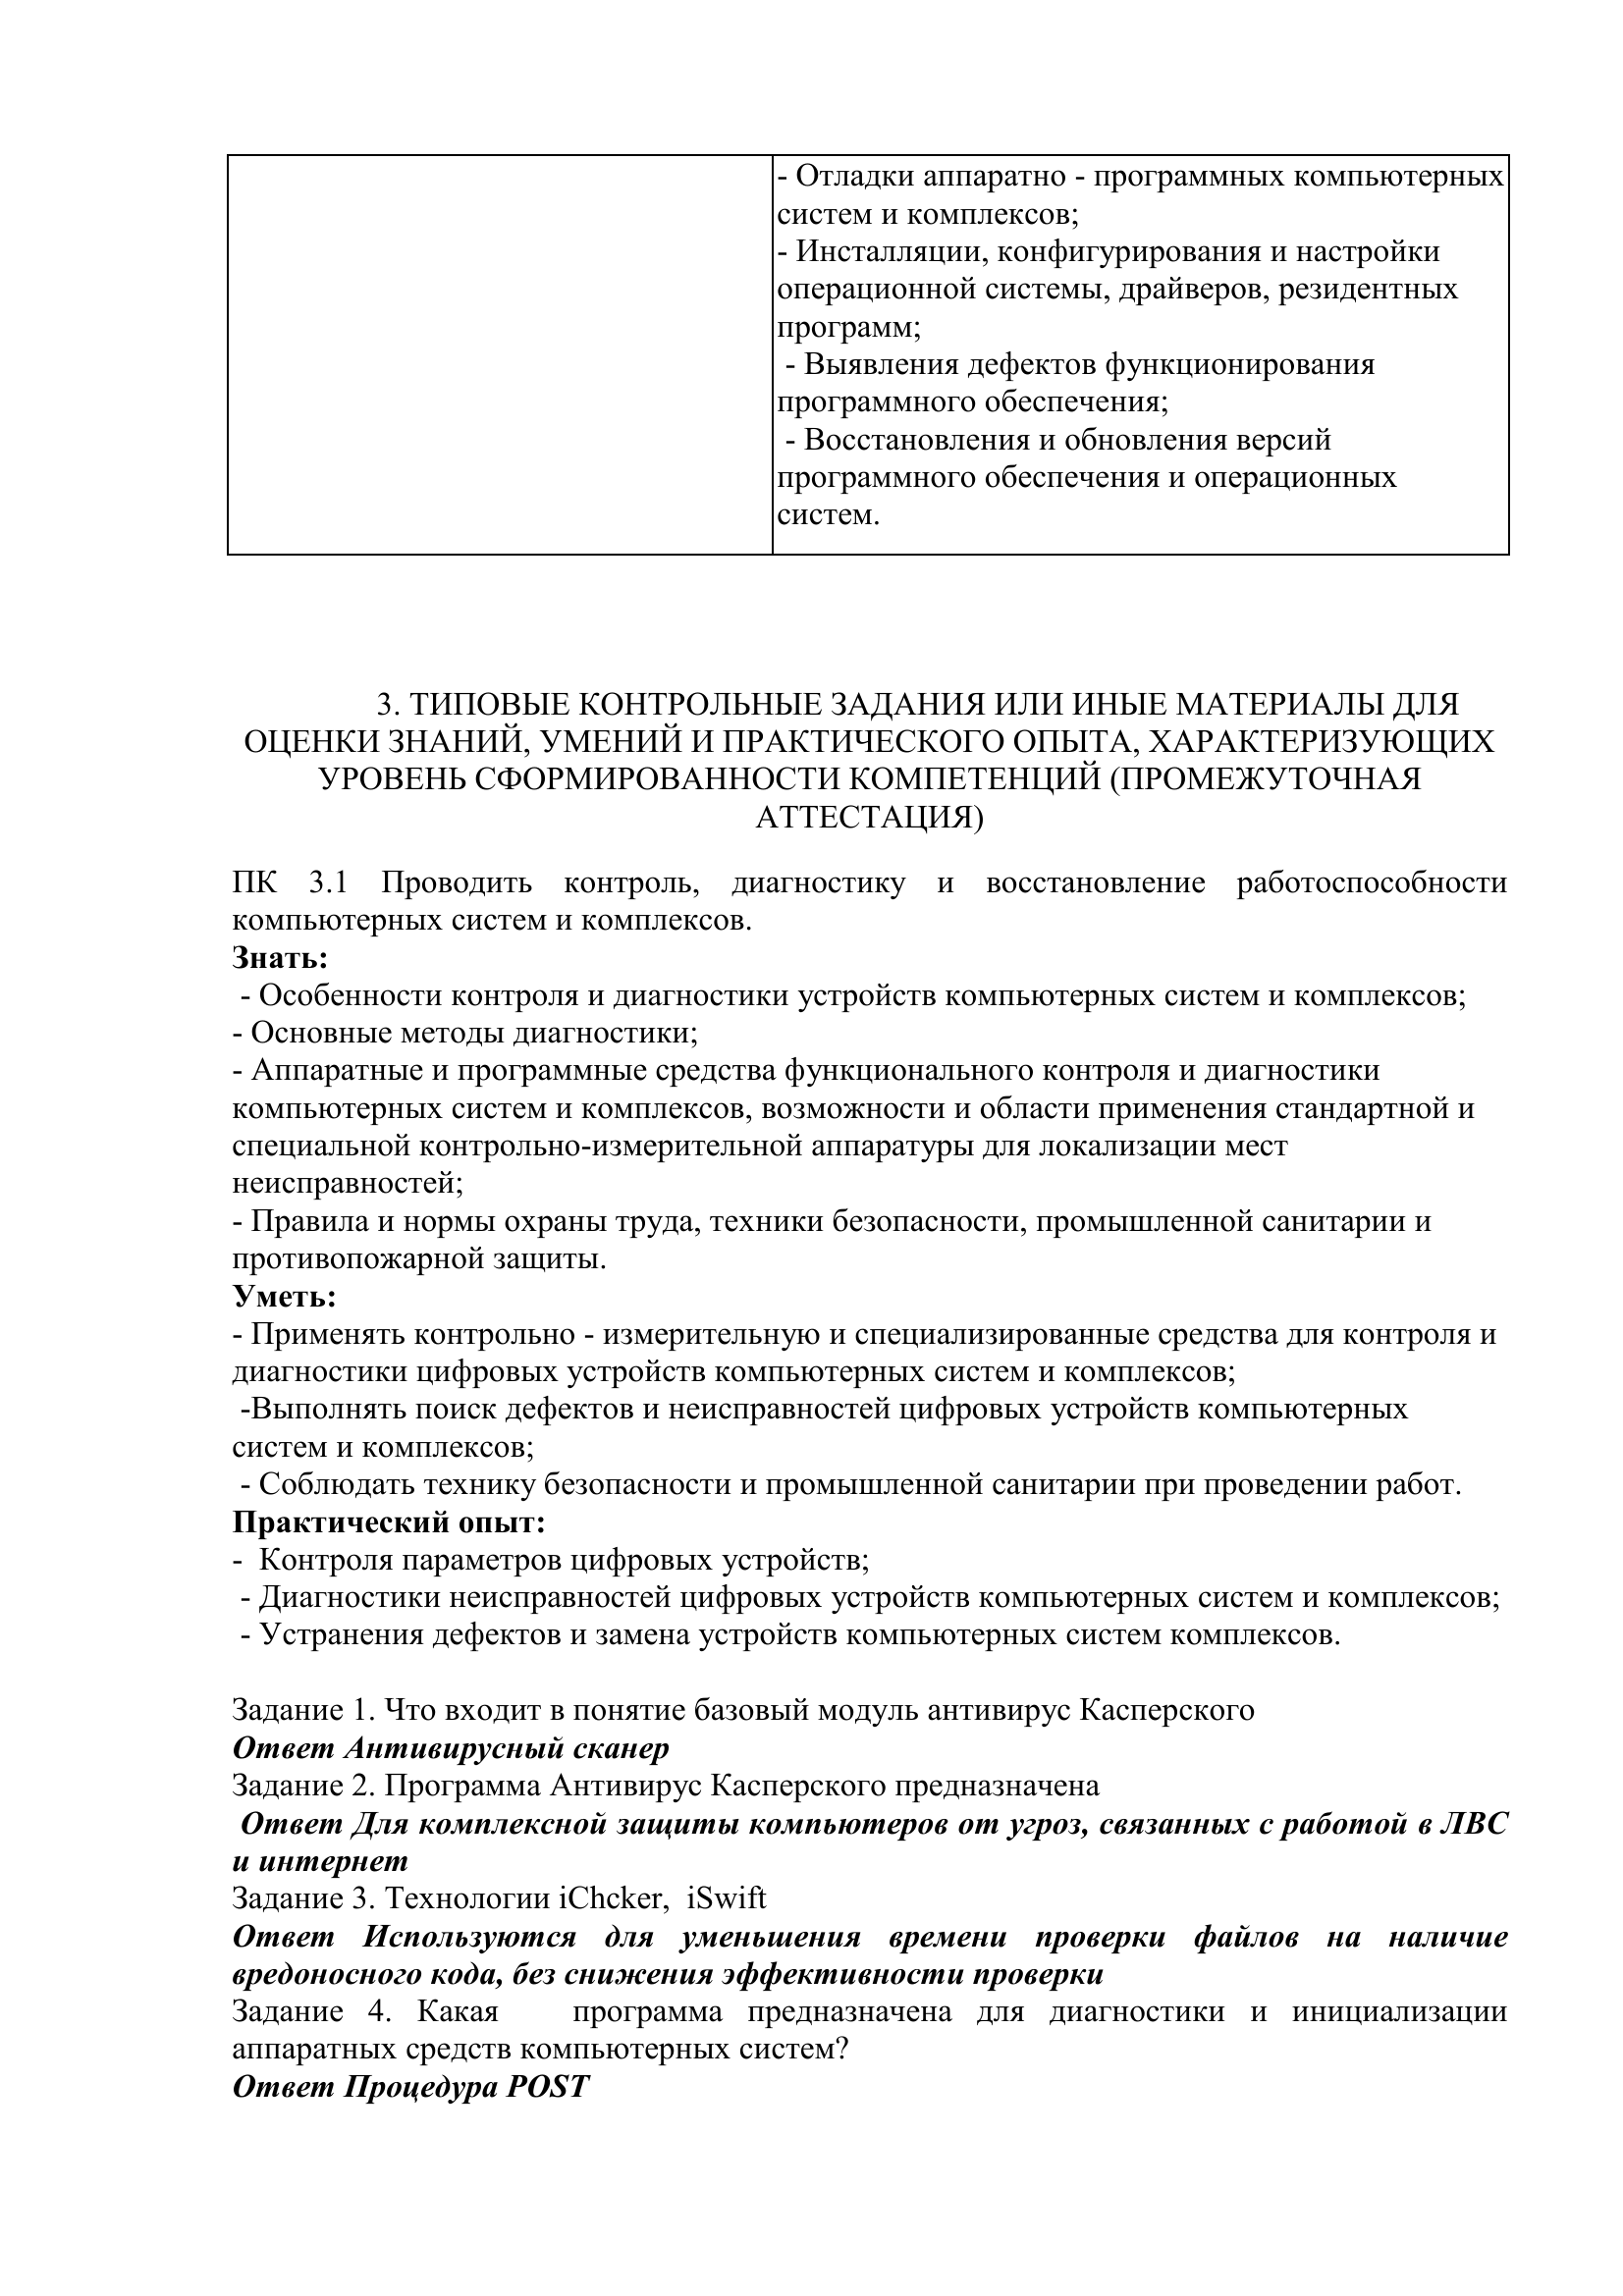 - Отладки аппаратно - программных компьютерных
систем и комплексов;
- Инсталляции, конфигурирования и настройки
операционной системы, драйверов, резидентных
программ;
- Выявления дефектов функционирования
программного обеспечения;
- Восстановления и обновления версий
программного обеспечения и операционных
систем.
3. ТИПОВЫЕ КОНТРОЛЬНЫЕ ЗАДАНИЯ ИЛИ ИНЫЕ МАТЕРИАЛЫ ДЛЯ
ОЦЕНКИ ЗНАНИЙ, УМЕНИЙ И ПРАКТИЧЕСКОГО ОПЫТА, ХАРАКТЕРИЗУЮЩИХ
УРОВЕНЬ СФОРМИРОВАННОСТИ КОМПЕТЕНЦИЙ (ПРОМЕЖУТОЧНАЯ
АТТЕСТАЦИЯ)
ПК 3.1 Проводить контроль, диагностику и восстановление работоспособности
компьютерных систем и комплексов.
Знать:
- Особенности контроля и диагностики устройств компьютерных систем и комплексов;
- Основные методы диагностики;
- Аппаратные и программные средства функционального контроля и диагностики
компьютерных систем и комплексов, возможности и области применения стандартной и
специальной контрольно-измерительной аппаратуры для локализации мест
неисправностей;
- Правила и нормы охраны труда, техники безопасности, промышленной санитарии и
противопожарной защиты.
Уметь:
- Применять контрольно - измерительную и специализированные средства для контроля и
диагностики цифровых устройств компьютерных систем и комплексов;
-Выполнять поиск дефектов и неисправностей цифровых устройств компьютерных
систем и комплексов;
- Соблюдать технику безопасности и промышленной санитарии при проведении работ.
Практический опыт:
- Контроля параметров цифровых устройств;
- Диагностики неисправностей цифровых устройств компьютерных систем и комплексов;
- Устранения дефектов и замена устройств компьютерных систем комплексов.
Задание 1. Что входит в понятие базовый модуль антивирус Касперского
Ответ Антивирусный сканер
Задание 2. Программа Антивирус Касперского предназначена
Ответ Для комплексной защиты компьютеров от угроз, связанных с работой в ЛВС
и интернет
Задание 3. Технологии iChcker, iSwift
Ответ Используются для уменьшения времени проверки файлов на наличие
вредоносного кода, без снижения эффективности проверки
Задание 4. Какая программа предназначена для диагностики и инициализации
аппаратных средств компьютерных систем?
Ответ Процедура POST